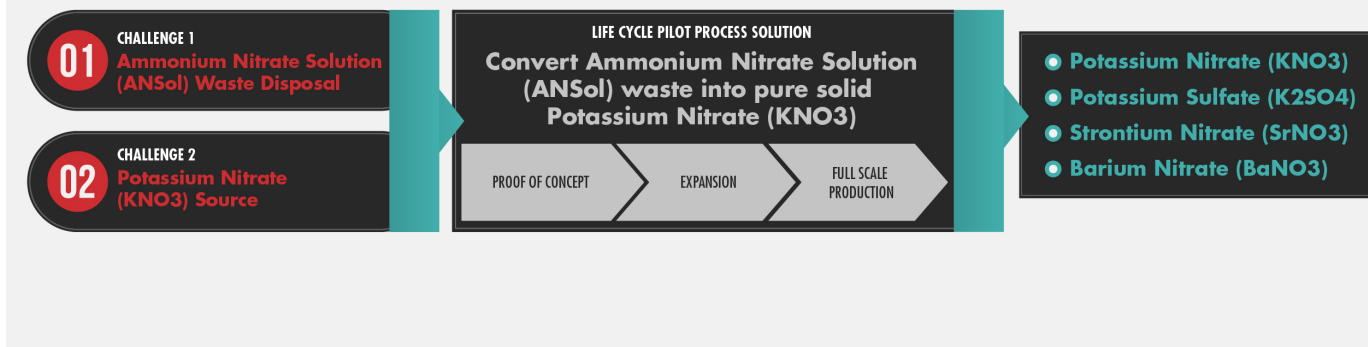 01
CHALLENGE 1
Ammonium Nitrate Solution
(ANSol) Waste Disposal
02
CHALLENGE 2
Potassium Nitrate
(KNO3) Source
LIFE CYCLE PILOT PROCESS SOLUTION
Convert Ammonium Nitrate Solution
(ANSol) waste into pure solid
Potassium Nitrate (KNO3)
PROOF OF CONCEPT
EXPANSION
FULL SCALE
PRODUCTION
Potassium Nitrate (KNO3)
Potassium Sulfate (K2SO4)
Strontium Nitrate (SrNO3)
Barium Nitrate (BaNO3)